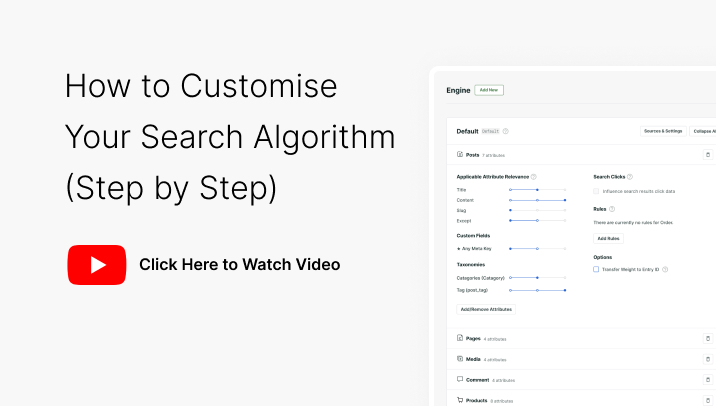 How to Customise
Your Search Algorithm
(Step by Step)
Click Here to Watch Video
Engine Add New
Default Default Sources & Settings Collapse Al
Posts 7 attributes
Applicable Attribute Relevance
Title
Content
Slug
Except
Custom Fields
Any Meta Key
Taxonomies
Categories (Category)
Tag (post_tag)
Add/Remove Attributes
Search Clicks
Influence search results click data
Rules
There are currently no rules for Order.
Add Rules
Options
Transfer Weight to Entry ID
Pages 4 attributes
Media 4 attributes
Comment 4 attributes
Products 8 attributes